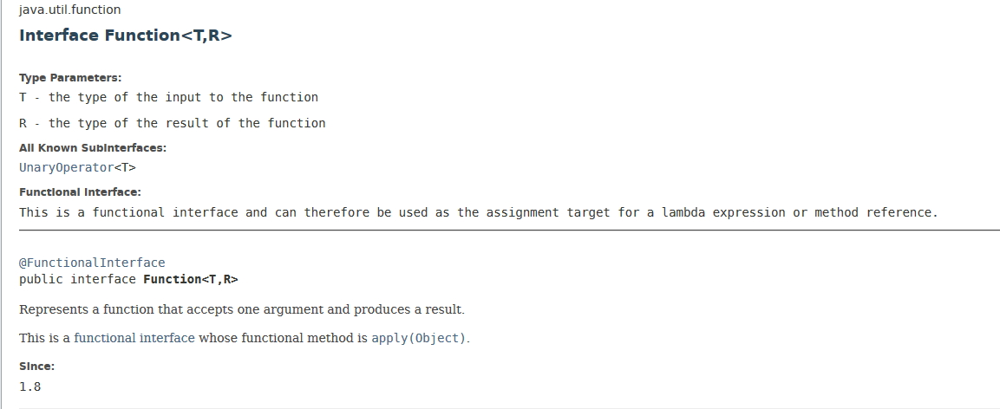 java.util.function
Interface Function<T,R>
Type Parameters:
T - the type of the input to the function
R - the type of the result of the function
All Known Subinterfaces:
UnaryOperator<T>
Functional Interface:
This is a functional interface and can therefore be used as the assignment target for a lambda expression or method reference.
@FunctionalInterface
public interface Function<T,R>
Represents a function that accepts one argument and produces a result.
This is a functional interface whose functional method is apply(Object).
Since:
1.8